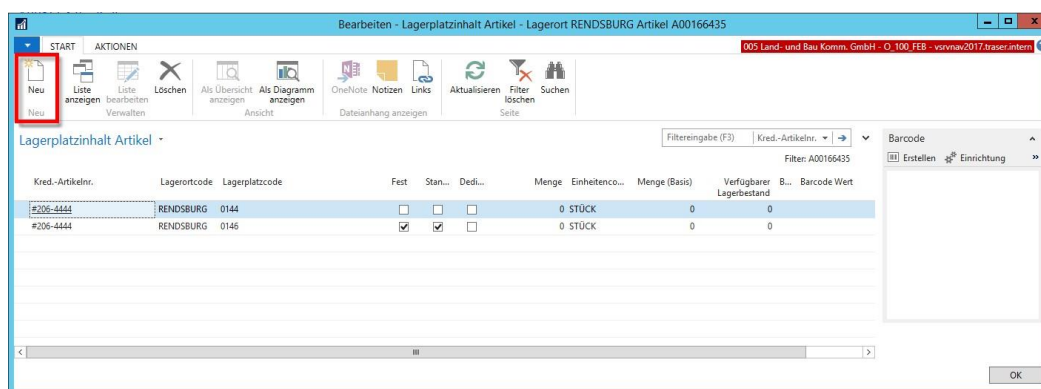 Bearbeiten - Lagerplatzinhalt Artikel - Lagerort RENDSBURG Artikel A00166435
START AKTIONEN
005 Land- und Bau Komm. GmbH - O_100_FEB - vsrvnav2017.traser.intern
Neu
Liste anzeigen
Liste bearbeiten
Löschen
Als Übersicht anzeigen
Als Diagramm anzeigen
OneNote
Notizen
Links
Aktualisieren
Filter löschen
Suchen
Neu
Verwalten
Ansicht
Dateianhang anzeigen
Seite
Lagerplatzinhalt Artikel
Filtereingabe (F3)
Kred.-Artikelnr.
Filter: A00166435
Barcode
Erstellen Einrichtung
Kred.-Artikelnr. Lagerortcode Lagerplatzcode Fest Stan... Dedi... Menge Einheitenco... Menge (Basis) Verfügbarer Lagerbestand B... Barcode Wert
#206-4444 RENDSBURG 0144 0 STÜCK 0 0
#206-4444 RENDSBURG 0146 0 STÜCK 0 0
OK